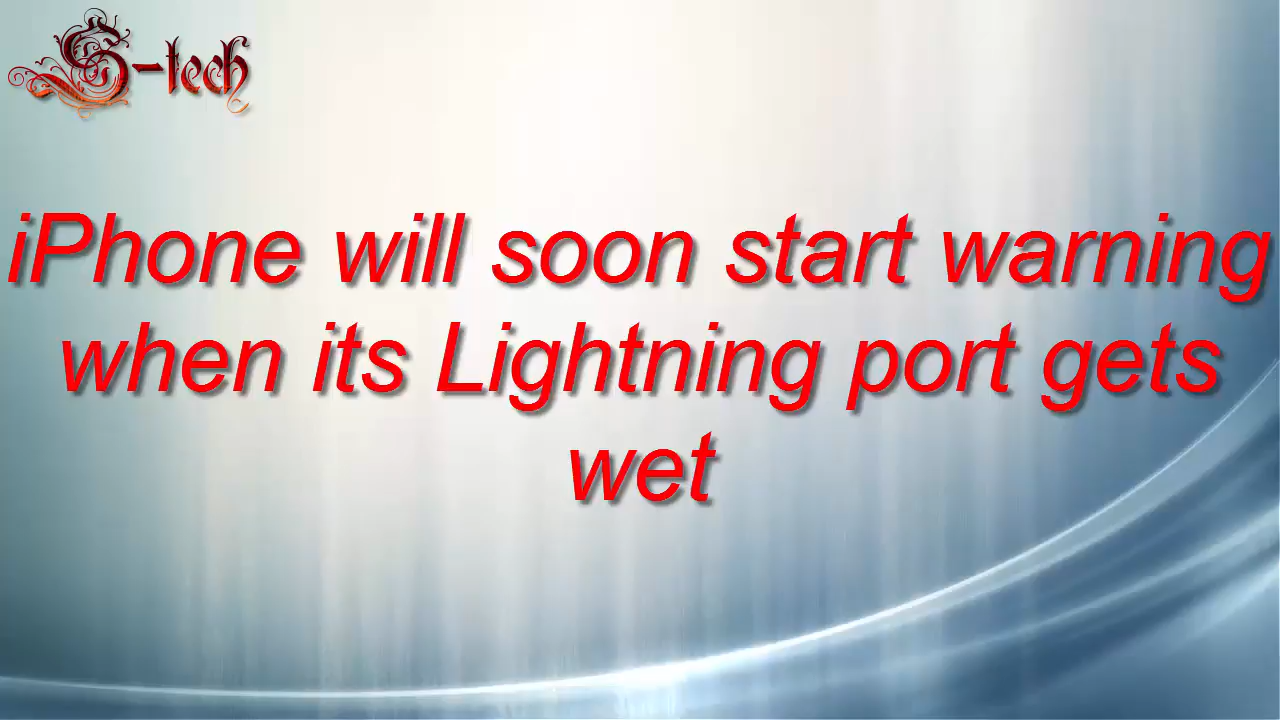 S-tech
iPhone will soon start warning
when its Lightning port gets
wet